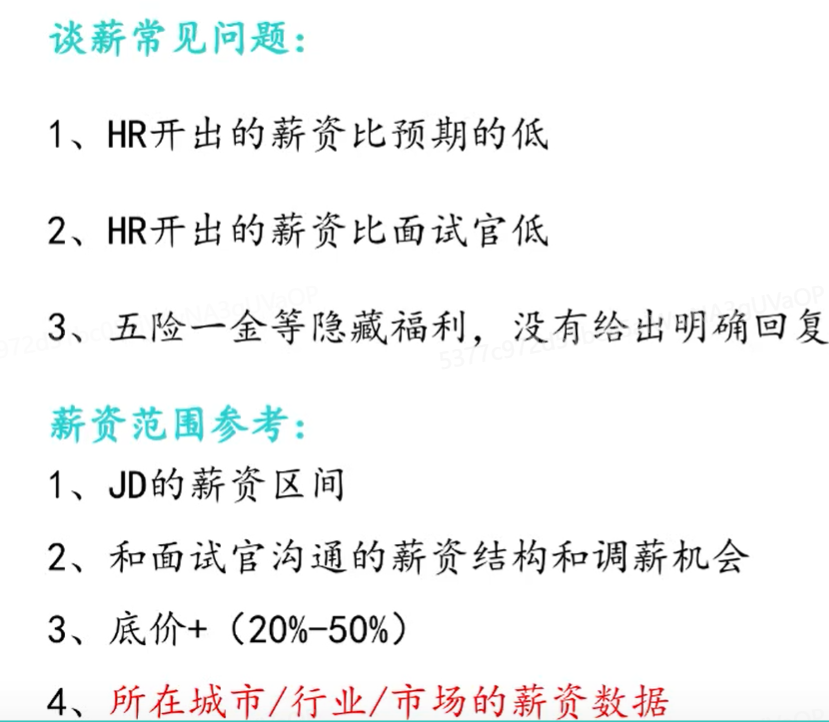 谈薪常见问题：
1、HR开出的薪资比预期的低
2、HR开出的薪资比面试官低
3、五险一金等隐藏福利，没有给出明确回复
薪资范围参考：
1、JD的薪资区间
2、和面试官沟通的薪资结构和调薪机会
3、底价+（20%-50%）
4、所在城市/行业/市场的薪资数据